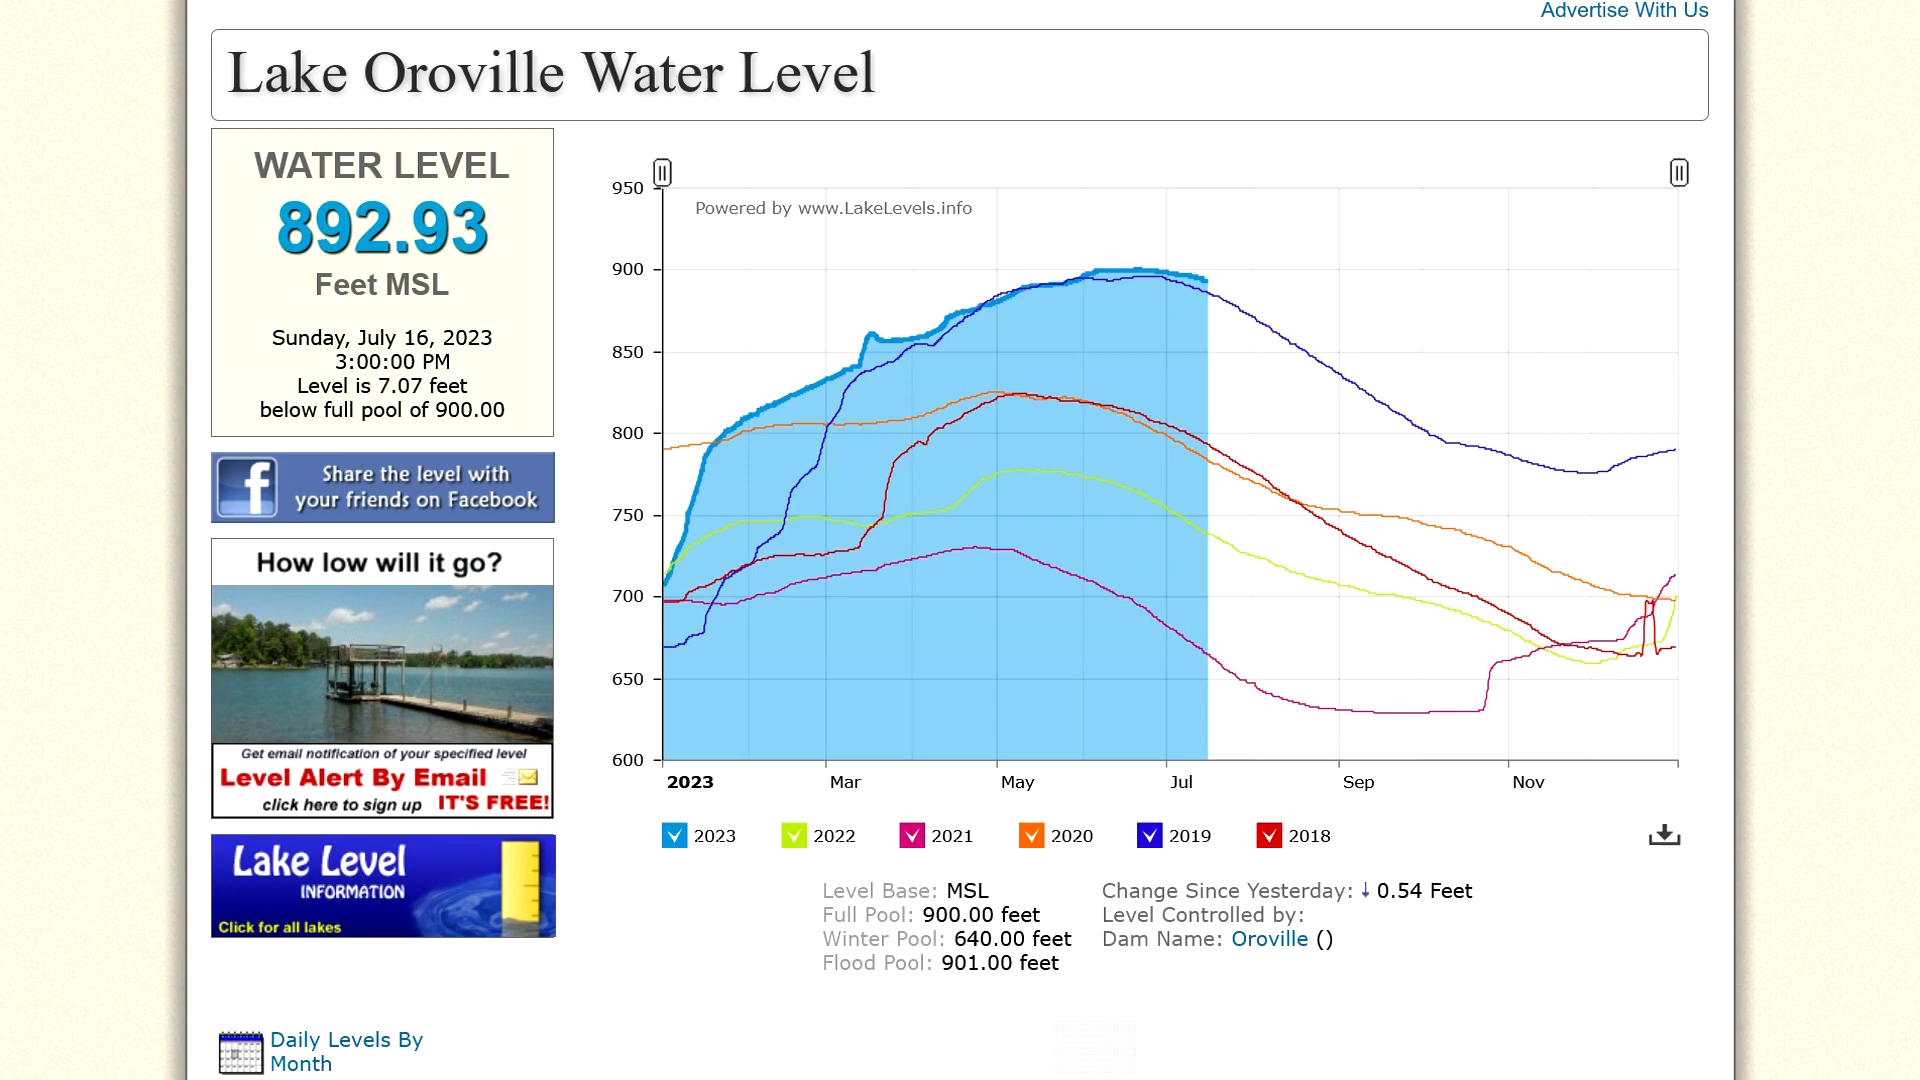 Advertise With Us
Lake Oroville Water Level
WATER LEVEL
892.93
Feet MSL
Sunday, July 16, 2023
3:00:00 PM
Level is 7.07 feet
below full pool of 900.00
Share the level with
your friends on Facebook
How low will it go?
Get email notification of your specified level
Level Alert By Email
click here to sign up IT'S FREE!
Lake Level
INFORMATION
Click for all lakes
Daily Levels By
Month
Powered by www.LakeLevels.info
950
900
850
800
750
700
650
600
2023 Mar May Jul Sep Nov
2023 2022 2021 2020 2019 2018
Level Base: MSL
Full Pool: 900.00 feet
Winter Pool: 640.00 feet
Flood Pool: 901.00 feet
Change Since Yesterday: ↓ 0.54 Feet
Level Controlled by:
Dam Name: Oroville ()